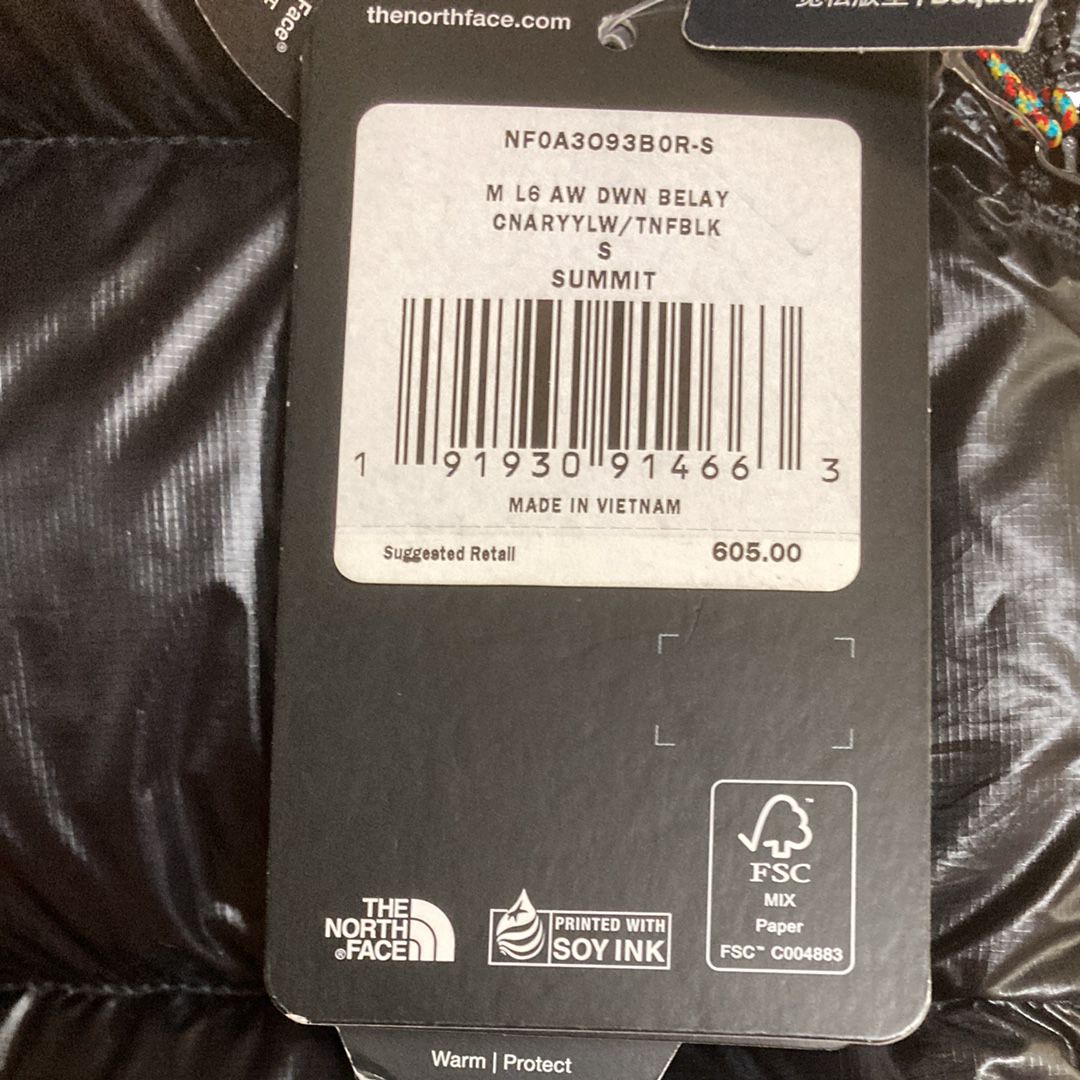 Face®
thenorthface.com
NF0A3O93B0R-S
M L6 AW DWN BELAY
CNARYYLW/TNFBLK
S
SUMMIT
1 91930 91466 3
MADE IN VIETNAM
Suggested Retail 605.00
THE
NORTH
®FACE
PRINTED WITH
SOY INK
FSC
MIX
Paper
FSC™ C004883
Warm | Protect